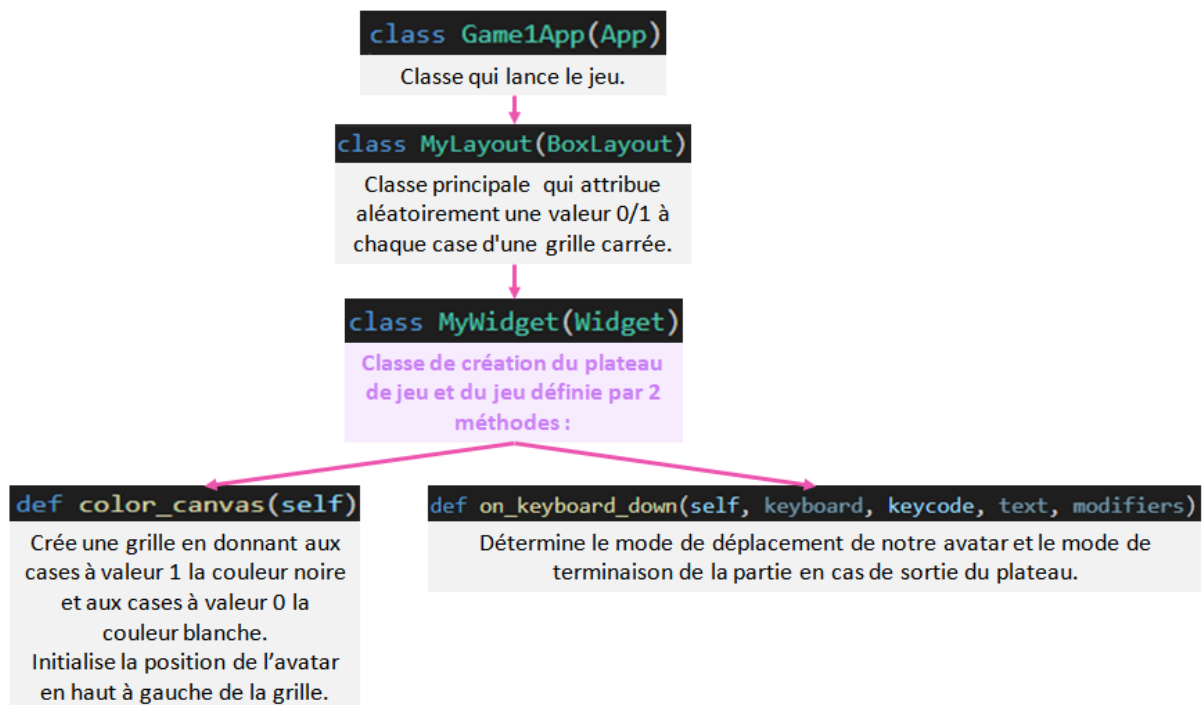 class Game1App(App)
Classe qui lance le jeu.
class MyLayout(BoxLayout)
Classe principale qui attribue
aléatoirement une valeur 0/1 à
chaque case d'une grille carrée.
class MyWidget(Widget)
Classe de création du plateau
de jeu et du jeu définie par 2
méthodes :
def color_canvas(self)
Crée une grille en donnant aux
cases à valeur 1 la couleur noire
et aux cases à valeur 0 la
couleur blanche.
Initialise la position de l’avatar
en haut à gauche de la grille.
def on_keyboard_down(self, keyboard, keycode, text, modifiers)
Détermine le mode de déplacement de notre avatar et le mode de
terminaison de la partie en cas de sortie du plateau.